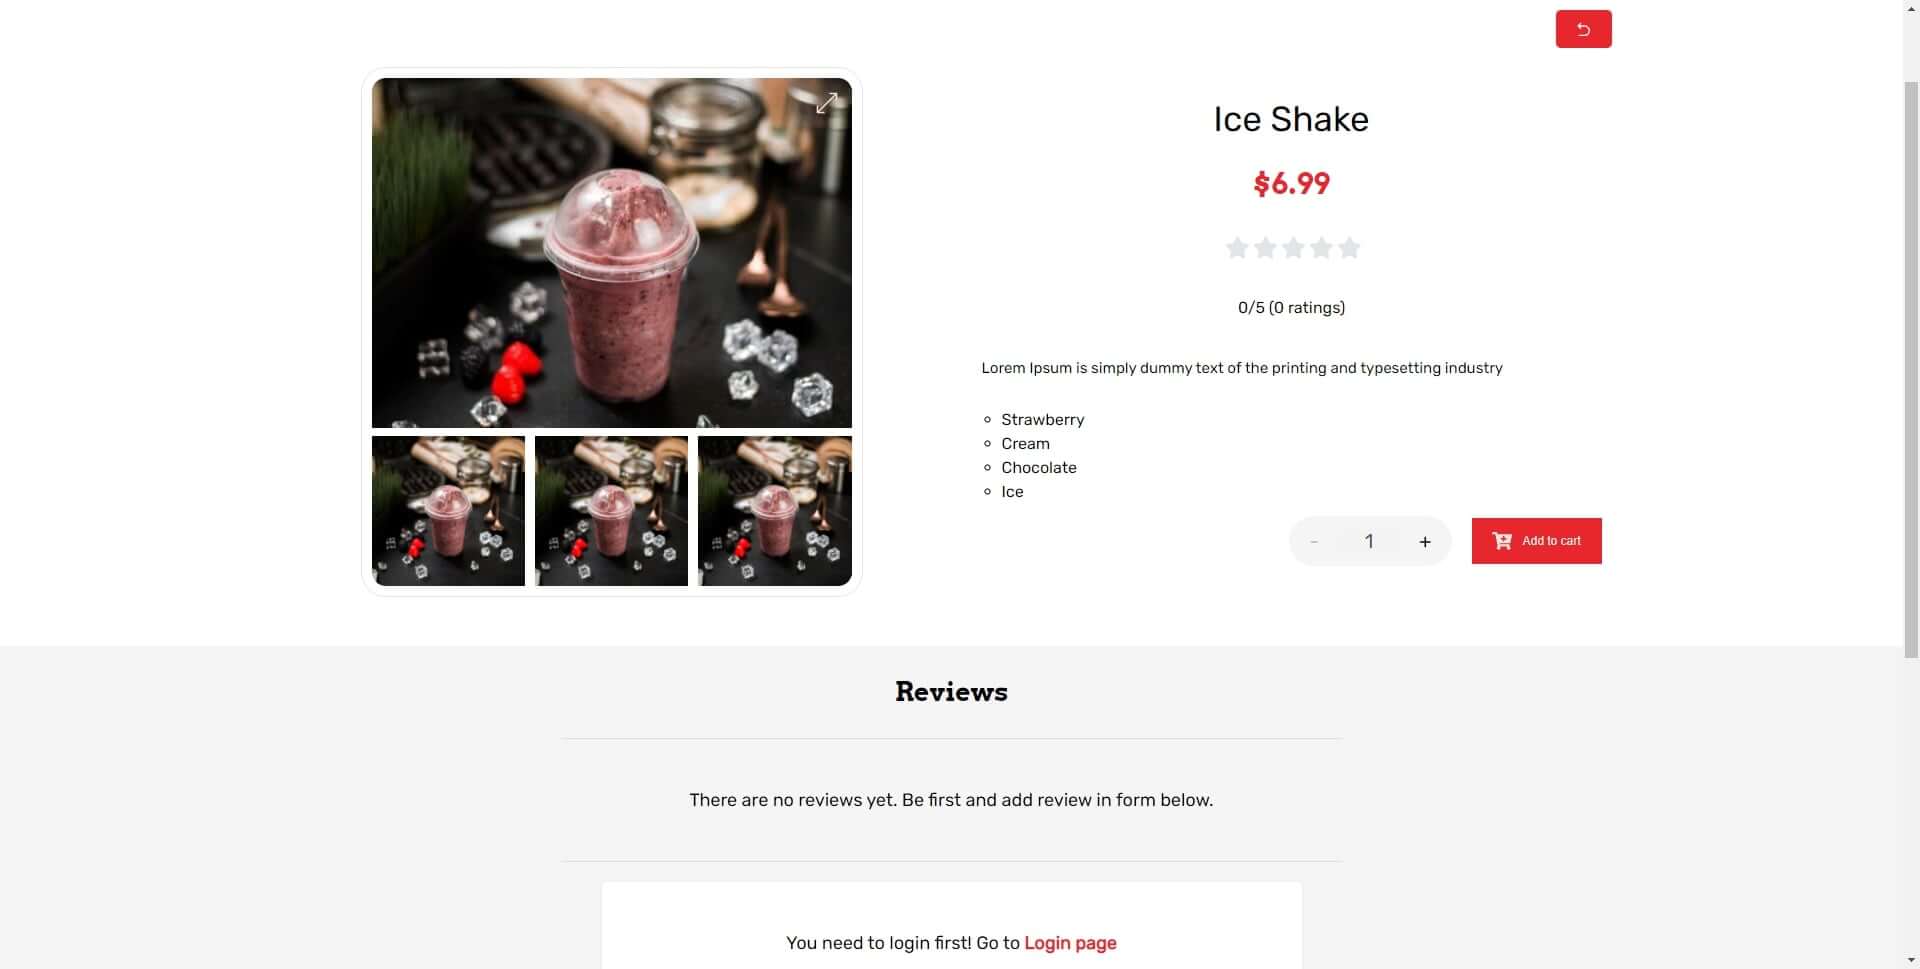 Ice Shake
$6.99
0/5 (0 ratings)
Lorem Ipsum is simply dummy text of the printing and typesetting industry
Strawberry
Cream
Chocolate
Ice
- 1 +
Add to cart
Reviews
There are no reviews yet. Be first and add review in form below.
You need to login first! Go to Login page